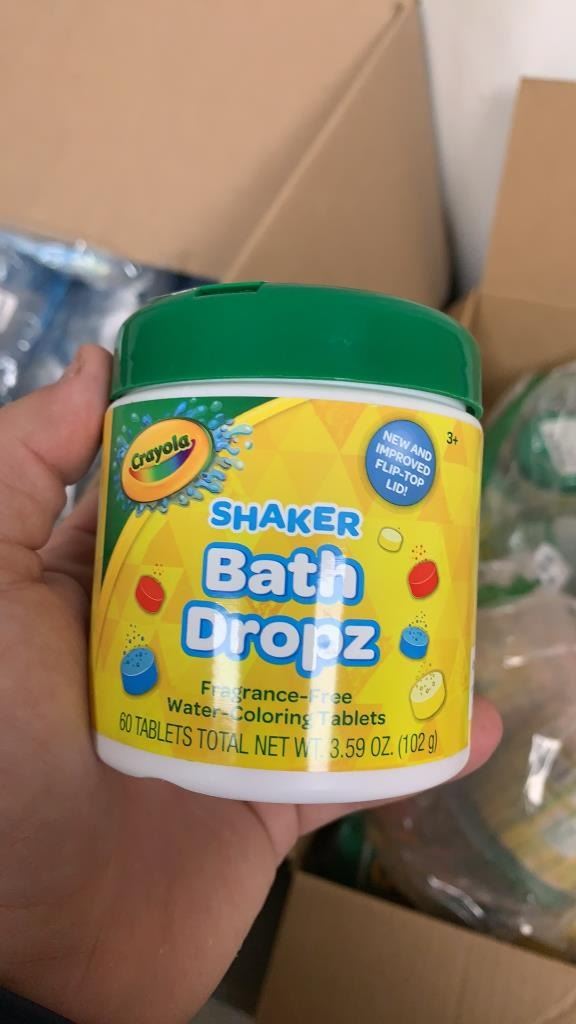 Crayola
3+
NEW AND
IMPROVED
FLIP-TOP
LID!
SHAKER
Bath
Dropz
Fragrance-Free
Water-Coloring Tablets
60 TABLETS TOTAL NET WT. 3.59 OZ. (102 g)